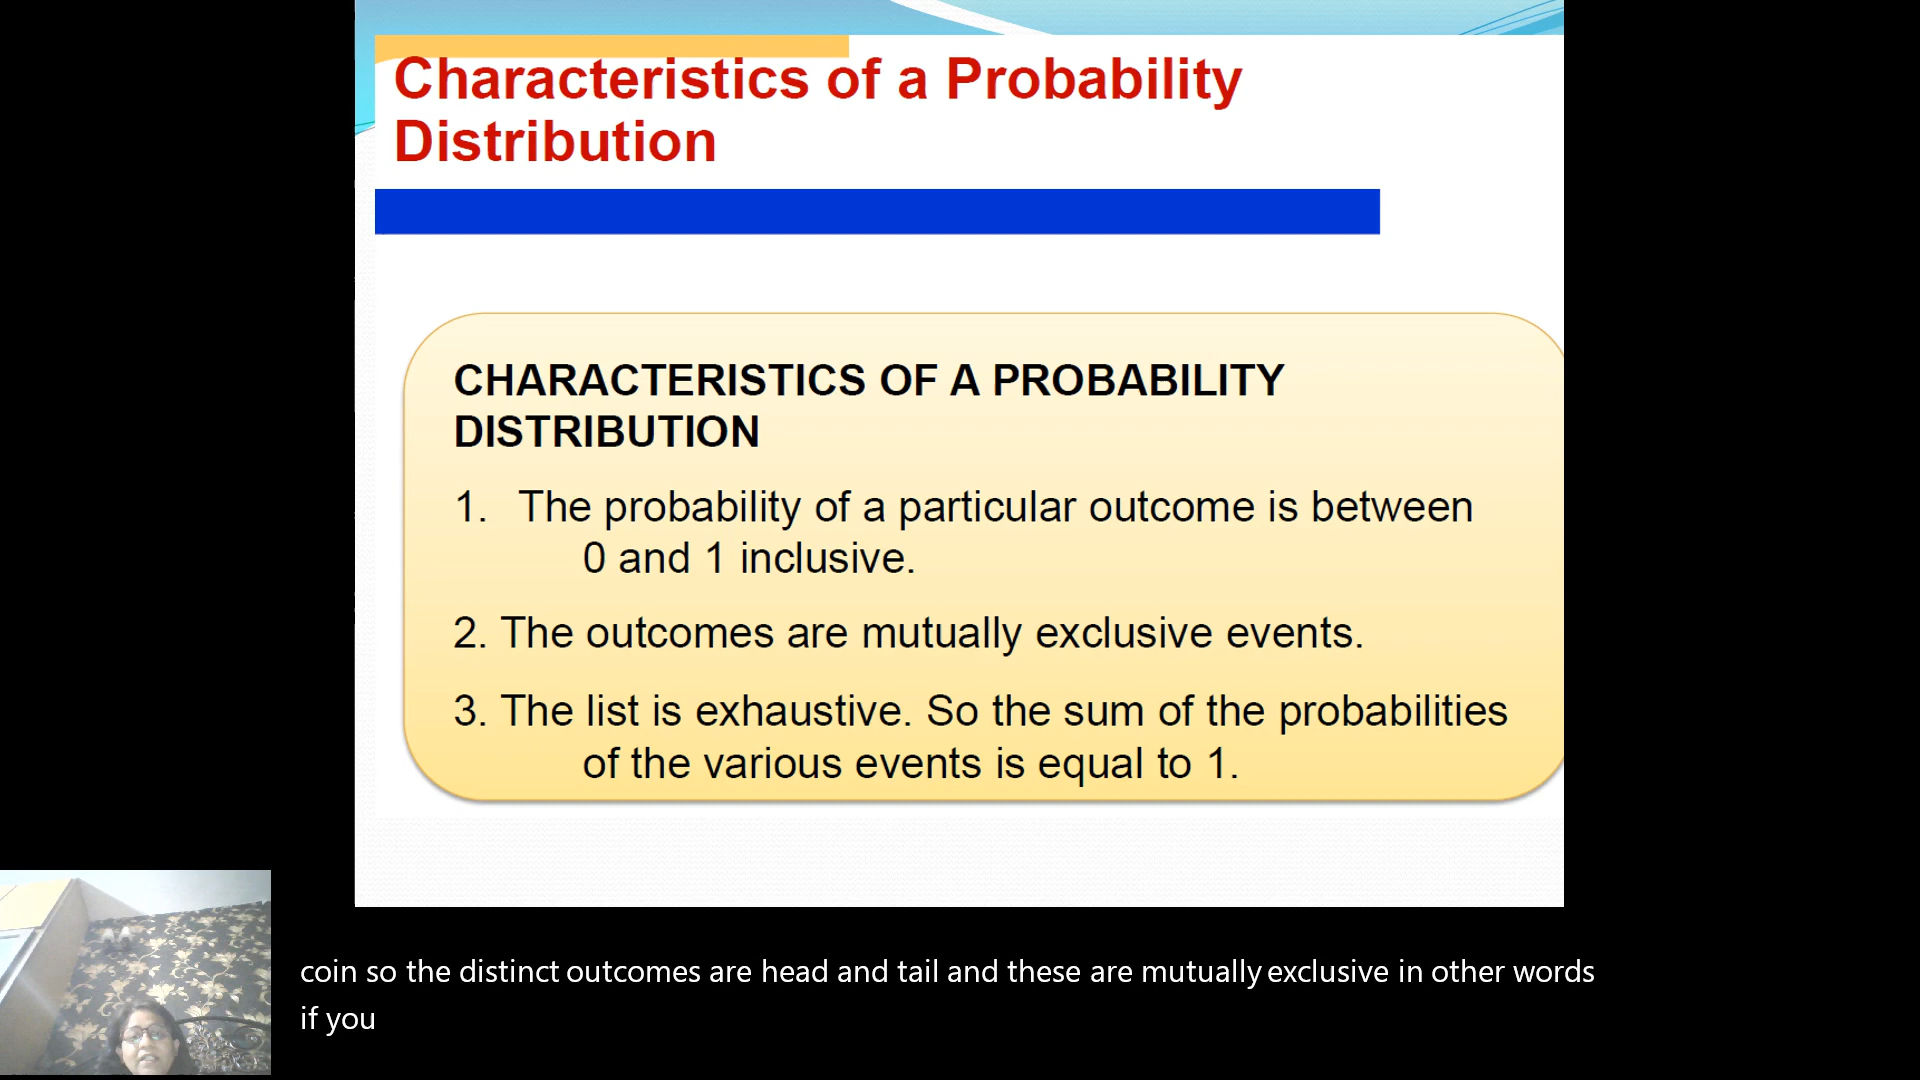 Characteristics of a Probability
Distribution
CHARACTERISTICS OF A PROBABILITY
DISTRIBUTION
1. The probability of a particular outcome is between
0 and 1 inclusive.
2. The outcomes are mutually exclusive events.
3. The list is exhaustive. So the sum of the probabilities
of the various events is equal to 1.
coin so the distinct outcomes are head and tail and these are mutually exclusive in other words
if you